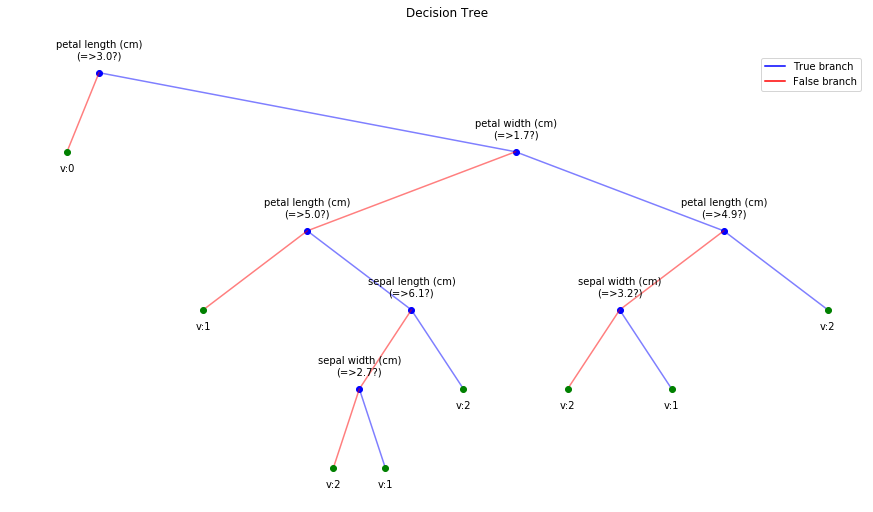 Decision Tree
petal length (cm)
(=>3.0?)
True branch
False branch
petal width (cm)
(=>1.7?)
v:0
petal length (cm)
(=>5.0?)
petal length (cm)
(=>4.9?)
sepal length (cm)
(=>6.1?)
sepal width (cm)
(=>3.2?)
v:1
v:2
sepal width (cm)
(=>2.7?)
v:2
v:2
v:1
v:2
v:1